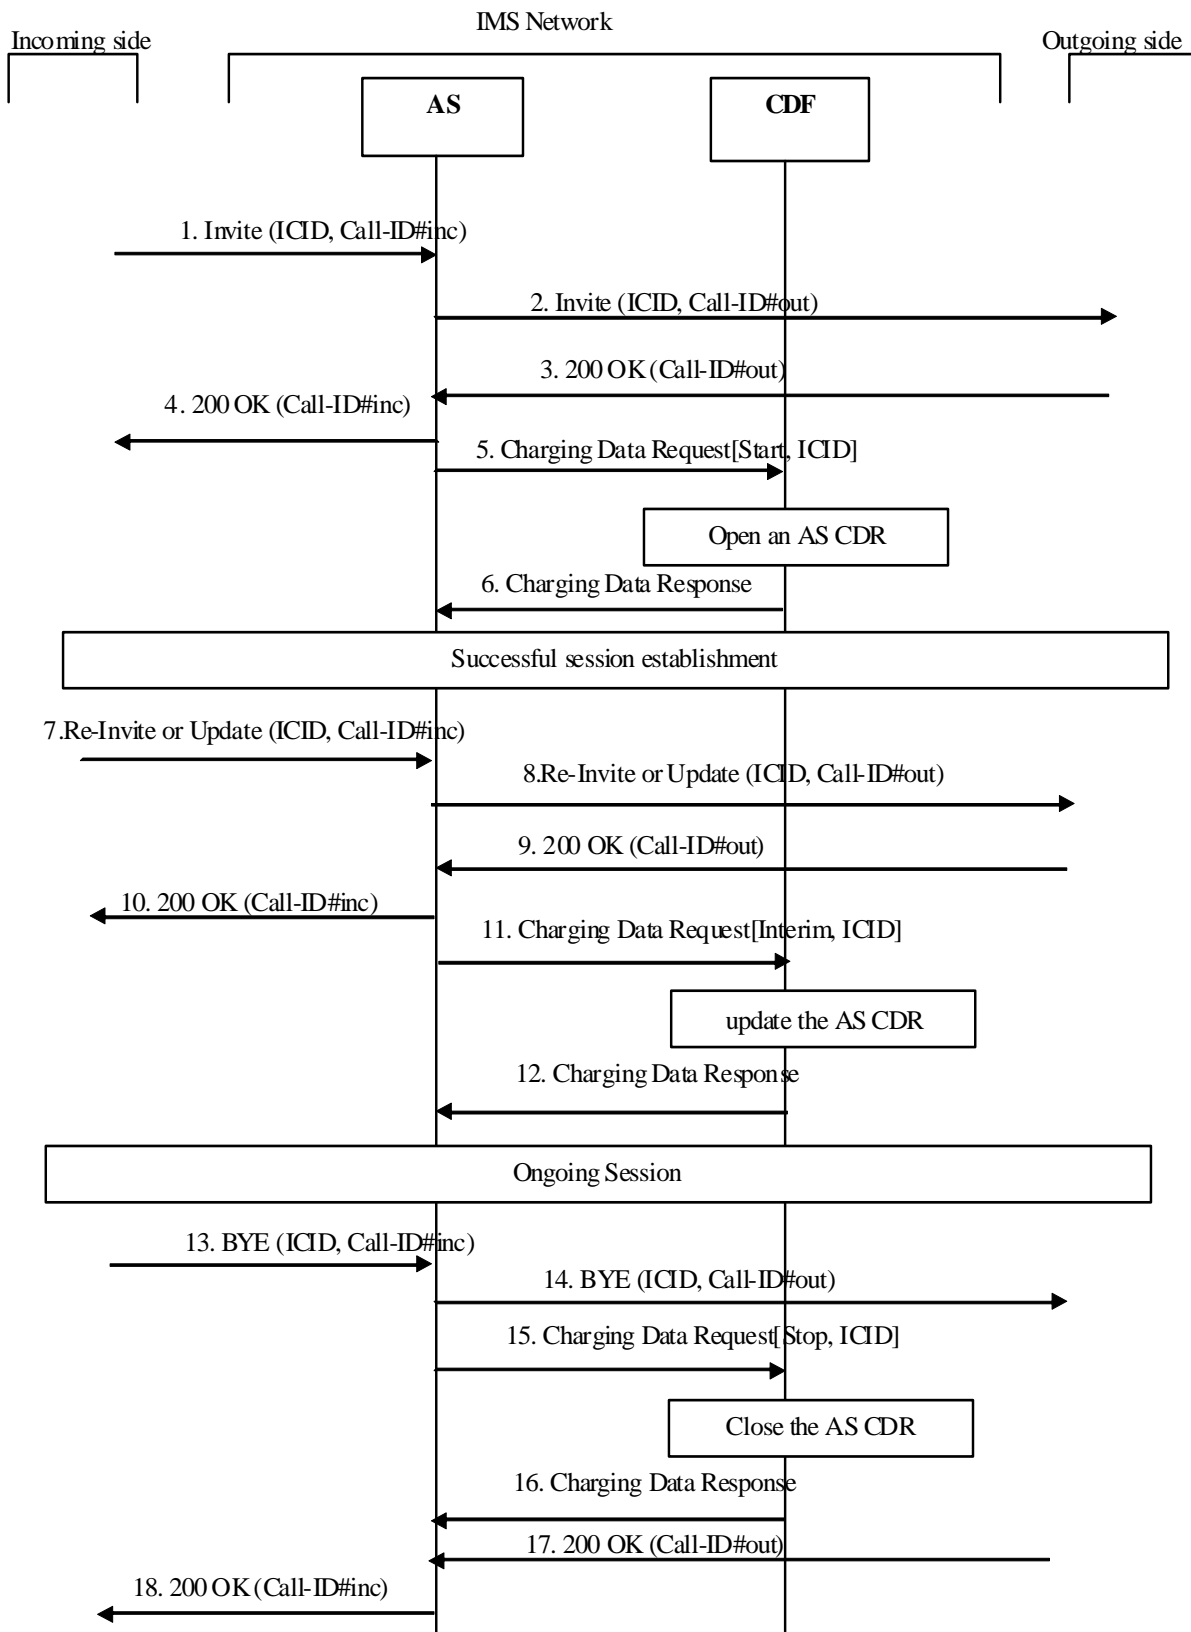 IMS Network
Incoming side
Outgoing side
AS
CDF
1. Invite (ICID, Call-ID#inc)
2. Invite (ICID, Call-ID#out)
3. 200 OK (Call-ID#out)
4. 200 OK (Call-ID#inc)
5. Charging Data Request[Start, ICID]
Open an AS CDR
6. Charging Data Response
Successful session establishment
7.Re-Invite or Update (ICID, Call-ID#inc)
8.Re-Invite or Update (ICID, Call-ID#out)
9. 200 OK (Call-ID#out)
10. 200 OK (Call-ID#inc)
11. Charging Data Request[Interim, ICID]
update the AS CDR
12. Charging Data Response
Ongoing Session
13. BYE (ICID, Call-ID#inc)
14. BYE (ICID, Call-ID#out)
15. Charging Data Request[Stop, ICID]
Close the AS CDR
16. Charging Data Response
17. 200 OK (Call-ID#out)
18. 200 OK (Call-ID#inc)